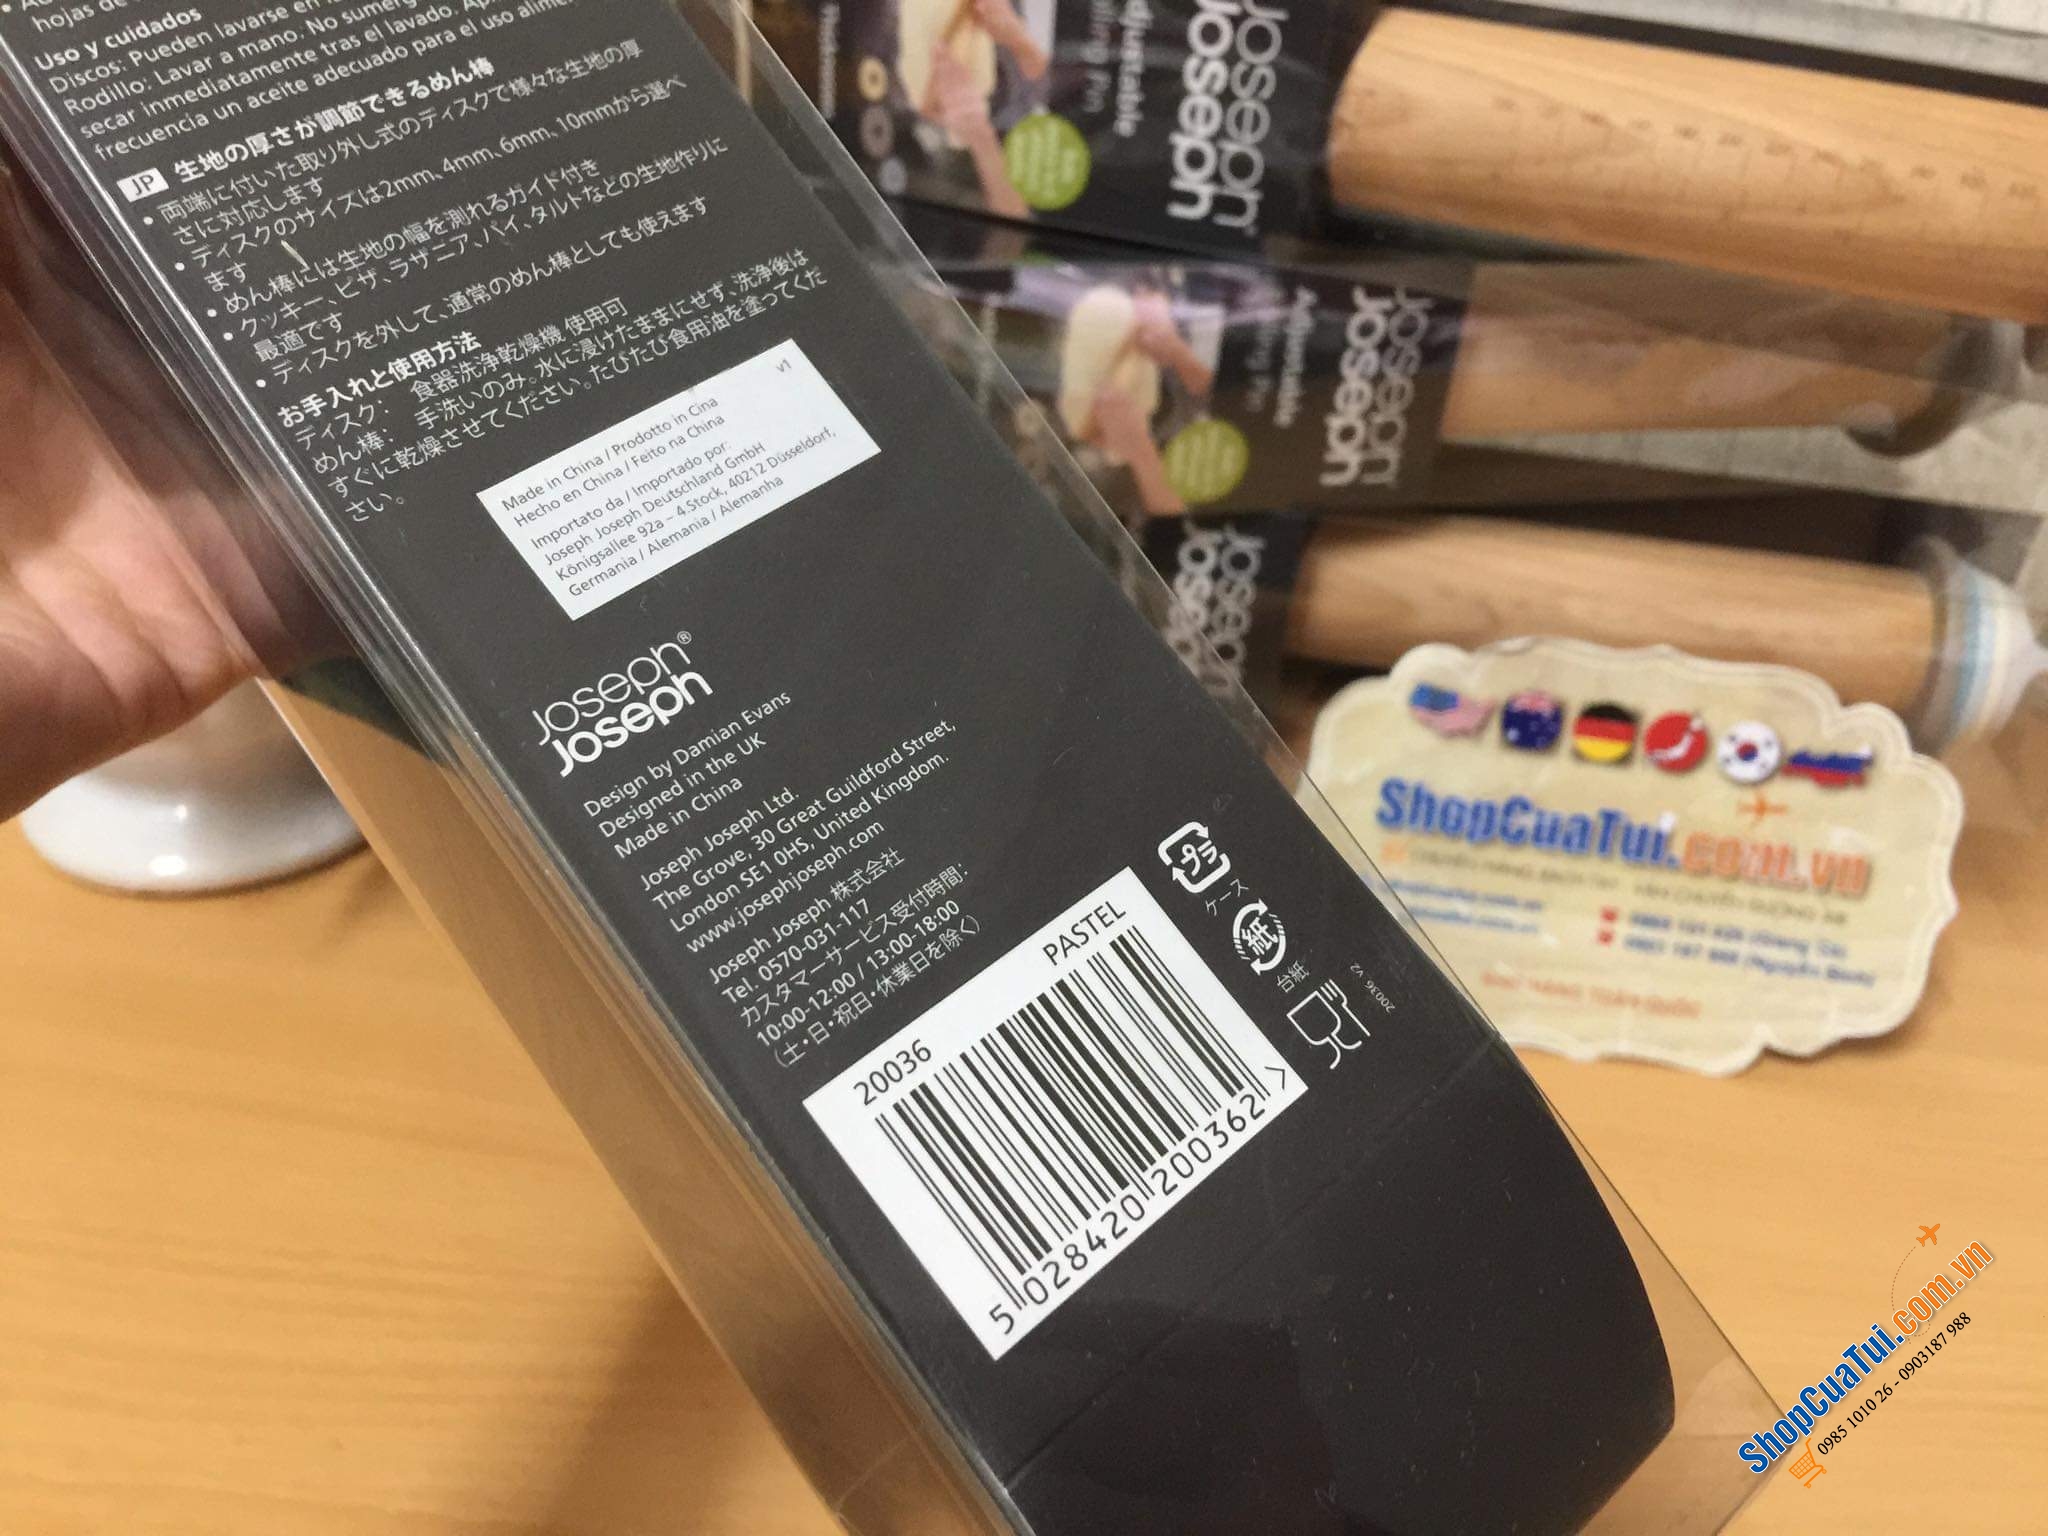 hojas de
Uso y cuidados
Discos: Pueden lavarse en
Rodillo: Lavar a mano. No sumerg
secar inmediatamente tras el lavado.
frecuencia un aceite adecuado para el uso alime
JP 生地の厚さが調節できるめん棒
• 両端に付いた取り外し式のディスクで様々な生地の厚
さに対応します
• ディスクのサイズは2mm、4mm、6mm、10mmから選べ
ます
• めん棒には生地の幅を測れるガイド付き
• クッキー、ピザ、ラザニア、パイ、タルトなどの生地作りに
最適です
• ディスクを外して、通常のめん棒としても使えます
お手入れと使用方法
ディスク： 食器洗浄乾燥機 使用可
めん棒： 手洗いのみ。水に浸けたままにせず、洗浄後は
すぐに乾燥させてください。たびたび食用油を塗ってくだ
さい。
v1
Made in China / Prodotto in Cina
Hecho en China / Feito na China
Importato da / Importado por:
Joseph Joseph Deutschland GmbH
Königsallee 92a – 4.Stock, 40212 Düsseldorf,
Germania / Alemania / Alemanha
Joseph®
Joseph
Design by Damian Evans
Designed in the UK
Made in China
Joseph Joseph Ltd.
The Grove, 30 Great Guildford Street,
London SE1 0HS, United Kingdom.
www.josephjoseph.com
Joseph Joseph 株式会社
Tel. 0570-031-117
カスタマーサービス受付時間：
10:00-12:00 / 13:00-18:00
(土・日・祝日・休業日を除く)
プラ
ケース
紙
台紙
20036 v2
20036
PASTEL
5 028420 200362 >
Joseph
Joseph
Adjustable
Rolling Pin
Joseph
Joseph
Adjustable
Rolling Pin
Joseph
Joseph
ShopCuaTui.com.vn
ShopCuaTui.com.vn
0985 1010 26 - 0903187 988